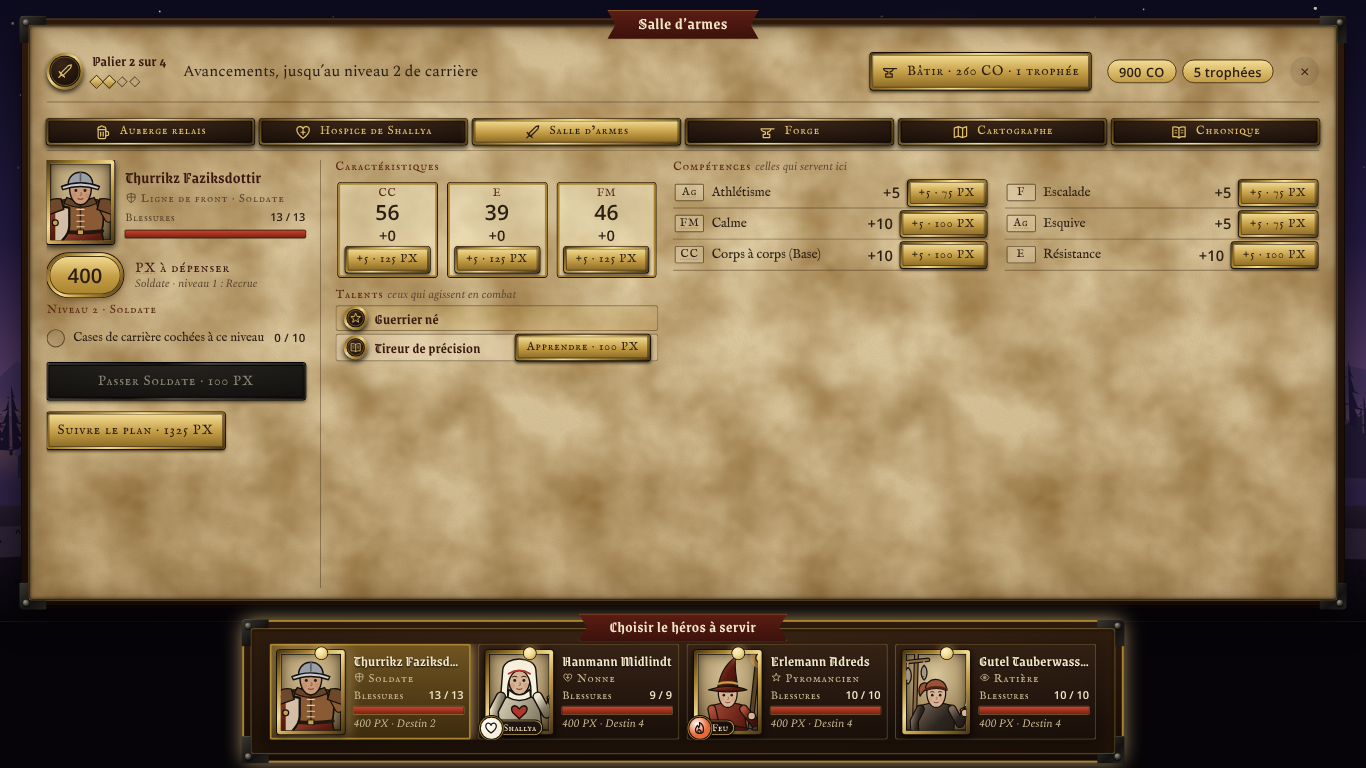 Salle d'armes
Palier 2 sur 4
Avancements, jusqu'au niveau 2 de carrière
Bâtir · 260 CO · 1 trophée
900 CO
5 trophées
×
Auberge relais
Hospice de Shallya
Salle d'armes
Forge
Cartographe
Chronique
Thurrikz Faziksdottir
Ligne de front · Soldate
Blessures 13 / 13
400
PX à dépenser
Soldate · niveau 1 : Recrue
Niveau 2 · Soldate
Cases de carrière cochées à ce niveau 0 / 10
Passer Soldate · 100 PX
Suivre le plan · 1325 PX
Caractéristiques
CC
56
+0
+5 · 125 PX
E
39
+0
+5 · 125 PX
FM
46
+0
+5 · 125 PX
Talents ceux qui agissent en combat
Guerrier né
Tireur de précision Apprendre · 100 PX
Compétences celles qui servent ici
Ag Athlétisme +5 +5 · 75 PX
F Escalade +5 +5 · 75 PX
FM Calme +10 +5 · 100 PX
Ag Esquive +5 +5 · 75 PX
CC Corps à corps (Base) +10 +5 · 100 PX
E Résistance +10 +5 · 100 PX
Choisir le héros à servir
Thurrikz Faziksd...
Soldate
Blessures 13 / 13
400 PX · Destin 2
Hanmann Midlindt
Nonne
Blessures 9 / 9
400 PX · Destin 4
Shallya
Erlemann Adreds
Pyromancien
Blessures 10 / 10
400 PX · Destin 4
Feu
Gutel Tauberwass...
Ratière
Blessures 10 / 10
400 PX · Destin 4